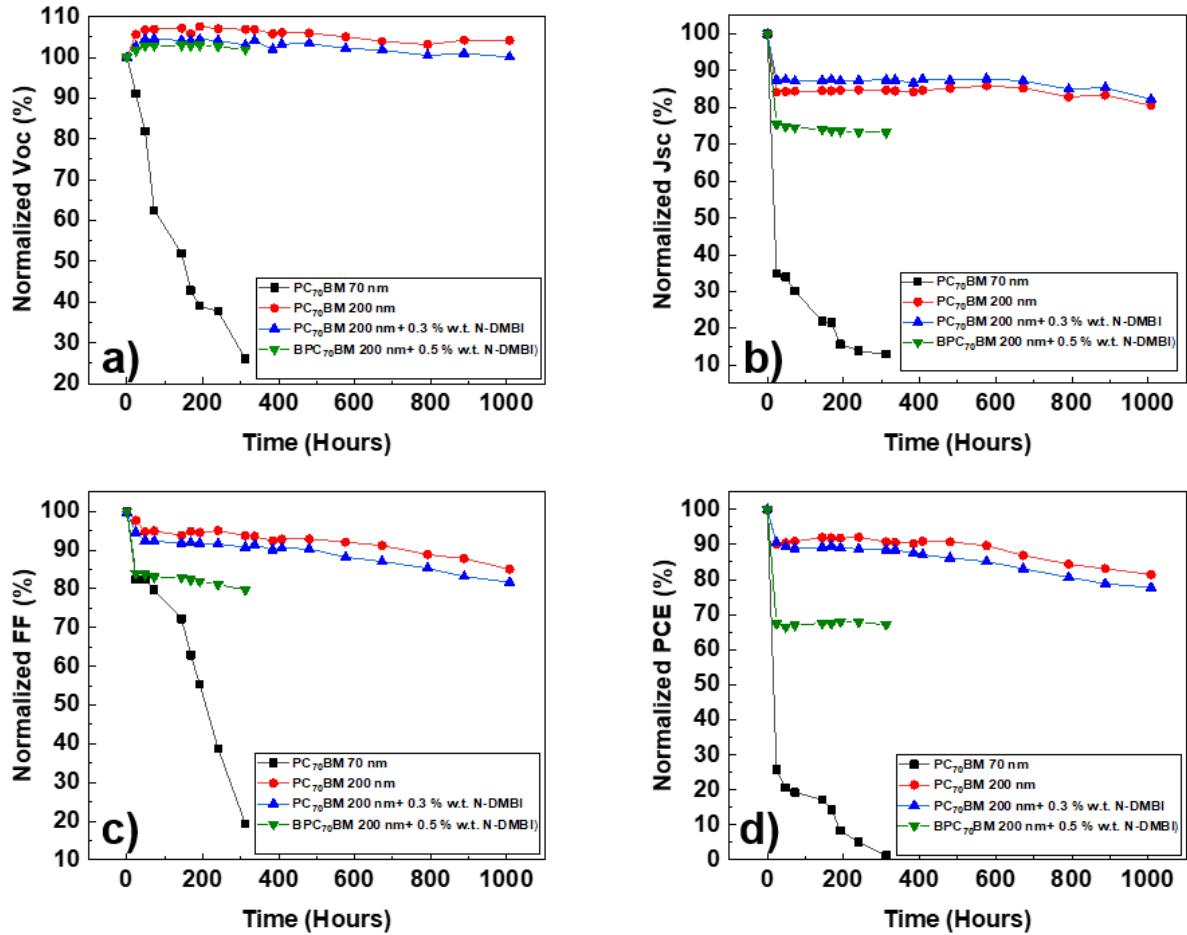 Normalized Voc (%)
110
100
90
80
70
60
50
40
30
20
PC₇₀BM 70 nm
PC₇₀BM 200 nm
PC₇₀BM 200 nm+ 0.3 % w.t. N-DMBI
BPC₇₀BM 200 nm+ 0.5 % w.t. N-DMBI)
a)
0 200 400 600 800 1000
Time (Hours)
Normalized Jsc (%)
100
90
80
70
60
50
40
30
20
10
PC₇₀BM 70 nm
PC₇₀BM 200 nm
PC₇₀BM 200 nm+ 0.3 % w.t. N-DMBI
BPC₇₀BM 200 nm+ 0.5 % w.t. N-DMBI)
b)
0 200 400 600 800 1000
Time (Hours)
Normalized FF (%)
100
90
80
70
60
50
40
30
20
10
PC₇₀BM 70 nm
PC₇₀BM 200 nm
PC₇₀BM 200 nm+ 0.3 % w.t. N-DMBI
BPC₇₀BM 200 nm+ 0.5 % w.t. N-DMBI)
c)
0 200 400 600 800 1000
Time (Hours)
Normalized PCE (%)
100
90
80
70
60
50
40
30
20
10
0
PC₇₀BM 70 nm
PC₇₀BM 200 nm
PC₇₀BM 200 nm+ 0.3 % w.t. N-DMBI
BPC₇₀BM 200 nm+ 0.5 % w.t. N-DMBI)
d)
0 200 400 600 800 1000
Time (Hours)